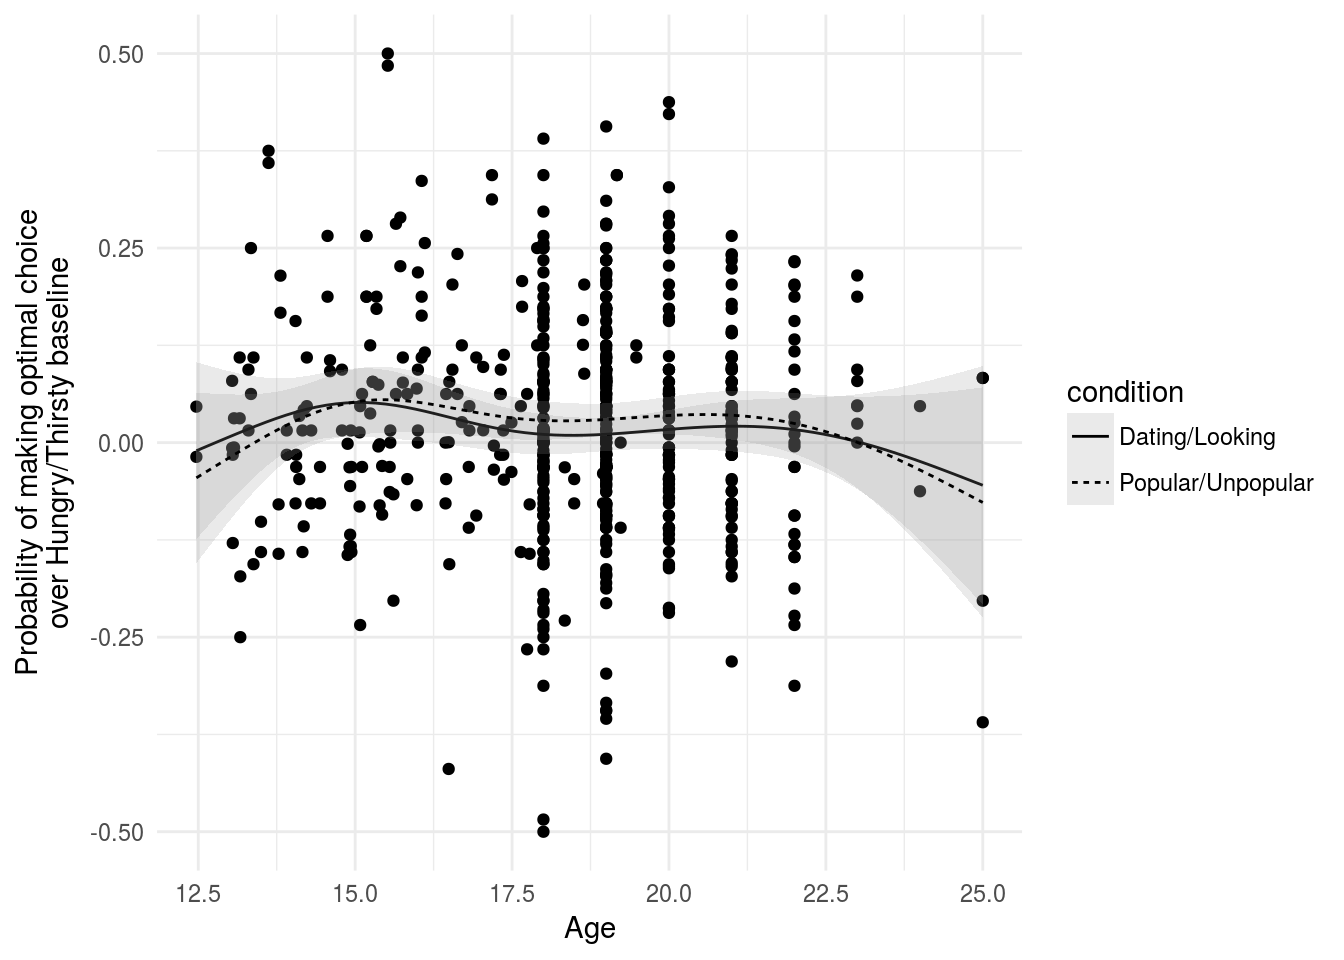 Probability of making optimal choice
over Hungry/Thirsty baseline
0.50
0.25
0.00
-0.25
-0.50
12.5
15.0
17.5
20.0
22.5
25.0
Age
condition
Dating/Looking
Popular/Unpopular